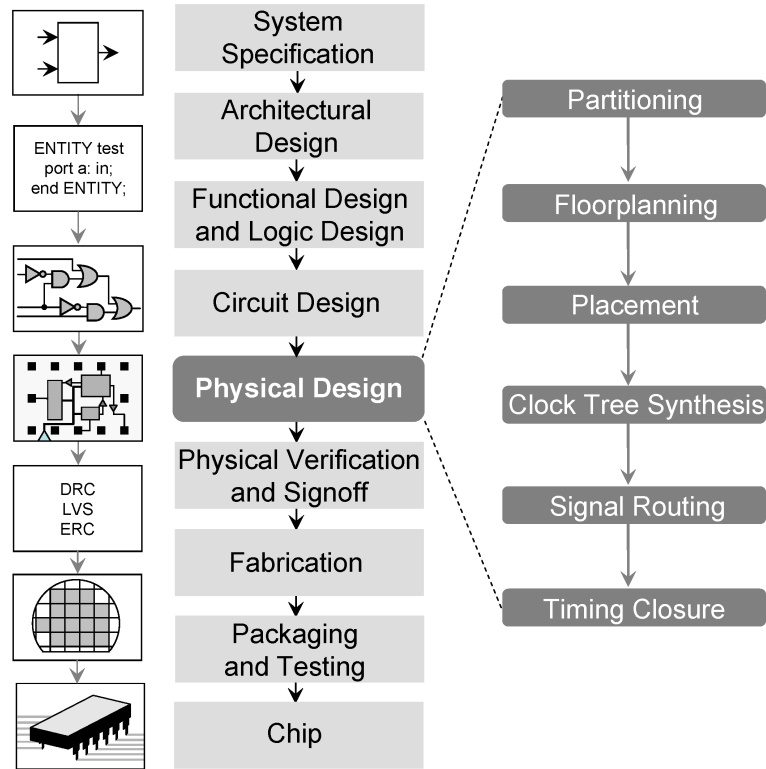 ENTITY test
port a: in;
end ENTITY;
DRC
LVS
ERC
System
Specification
Architectural
Design
Functional Design
and Logic Design
Circuit Design
Physical Design
Physical Verification
and Signoff
Fabrication
Packaging
and Testing
Chip
Partitioning
Floorplanning
Placement
Clock Tree Synthesis
Signal Routing
Timing Closure